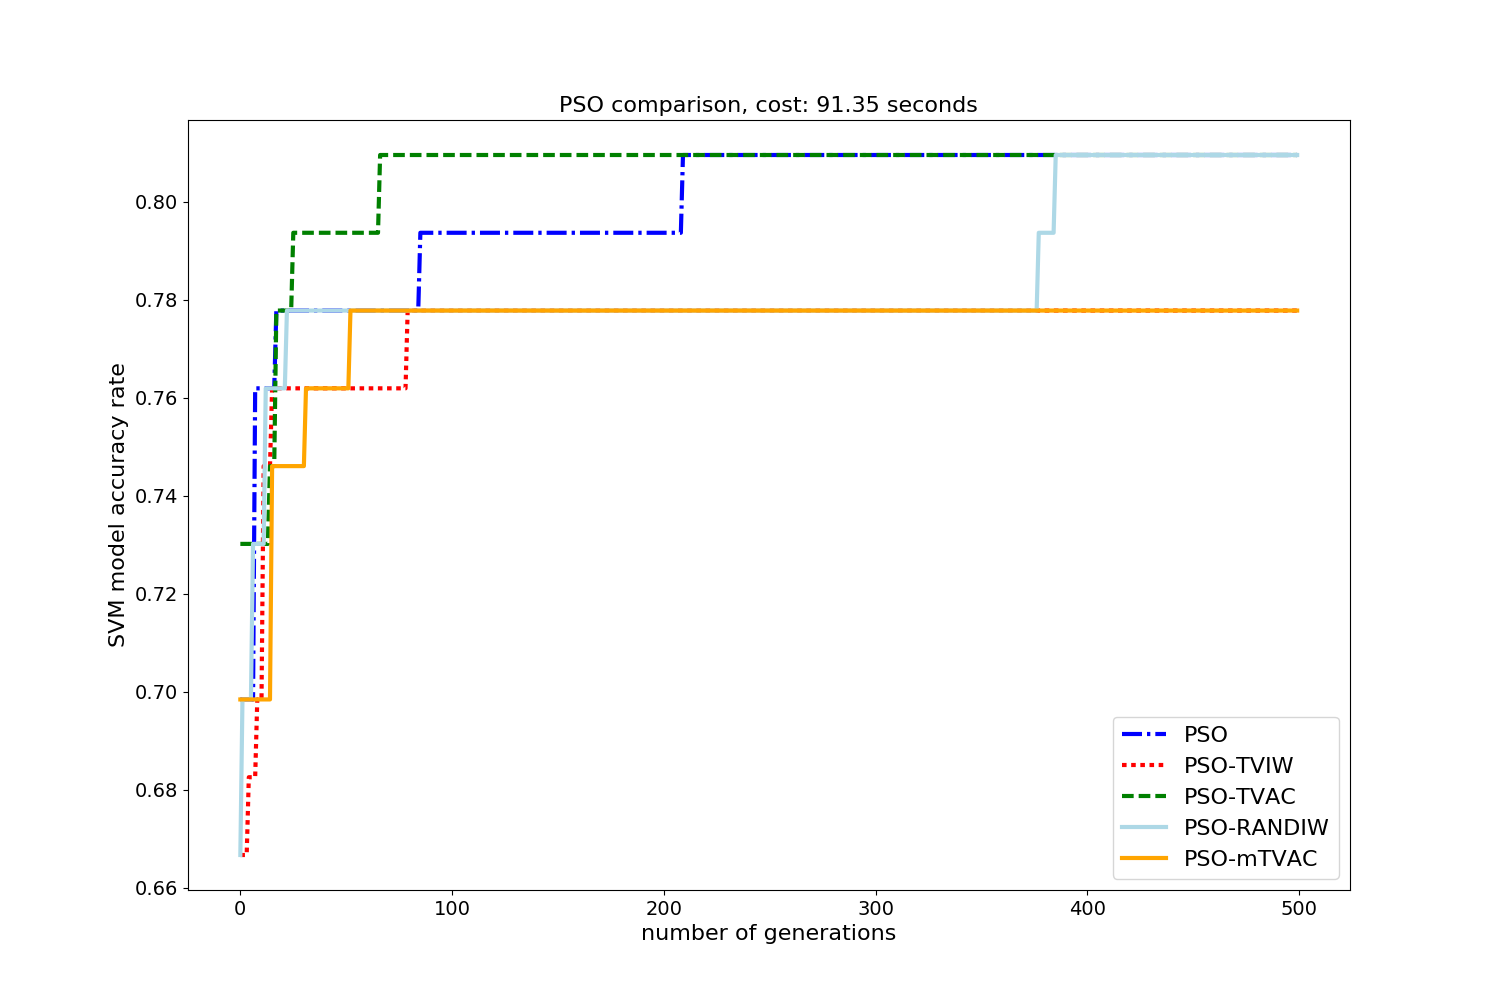 PSO comparison, cost: 91.35 seconds
SVM model accuracy rate
0.80
0.78
0.76
0.74
0.72
0.70
0.68
0.66
0 100 200 300 400 500
number of generations
PSO
PSO-TVIW
PSO-TVAC
PSO-RANDIW
PSO-mTVAC